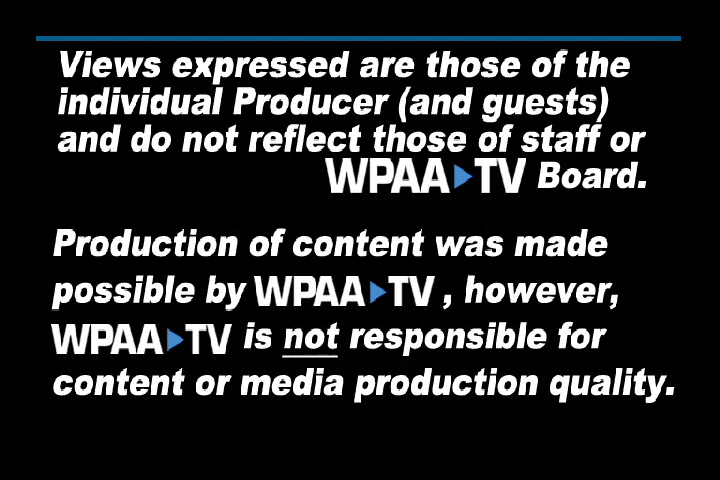 Views expressed are those of the
individual Producer (and guests)
and do not reflect those of staff or
WPAA TV Board.
Production of content was made
possible by WPAA TV , however,
WPAA TV is not responsible for
content or media production quality.